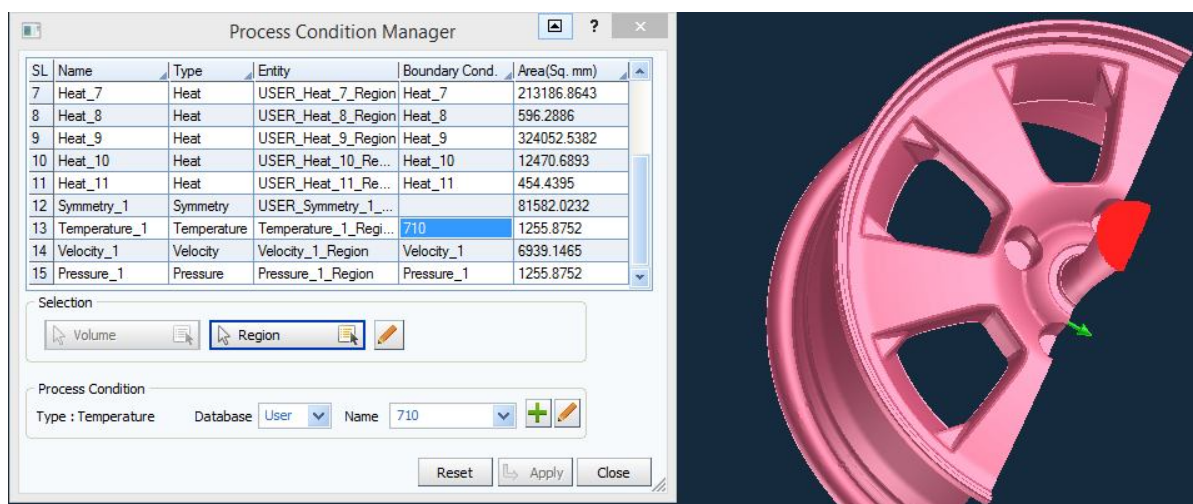 Process Condition Manager ?
SL Name Type Entity Boundary Cond. Area(Sq. mm)
7 Heat_7 Heat USER_Heat_7_Region Heat_7 213186.8643
8 Heat_8 Heat USER_Heat_8_Region Heat_8 596.2886
9 Heat_9 Heat USER_Heat_9_Region Heat_9 324052.5382
10 Heat_10 Heat USER_Heat_10_Re... Heat_10 12470.6893
11 Heat_11 Heat USER_Heat_11_Re... Heat_11 454.4395
12 Symmetry_1 Symmetry USER_Symmetry_1_... 81582.0232
13 Temperature_1 Temperature Temperature_1_Regi... 710 1255.8752
14 Velocity_1 Velocity Velocity_1_Region Velocity_1 6939.1465
15 Pressure_1 Pressure Pressure_1_Region Pressure_1 1255.8752
Selection
Volume Region
Process Condition
Type : Temperature Database User Name 710
Reset Apply Close